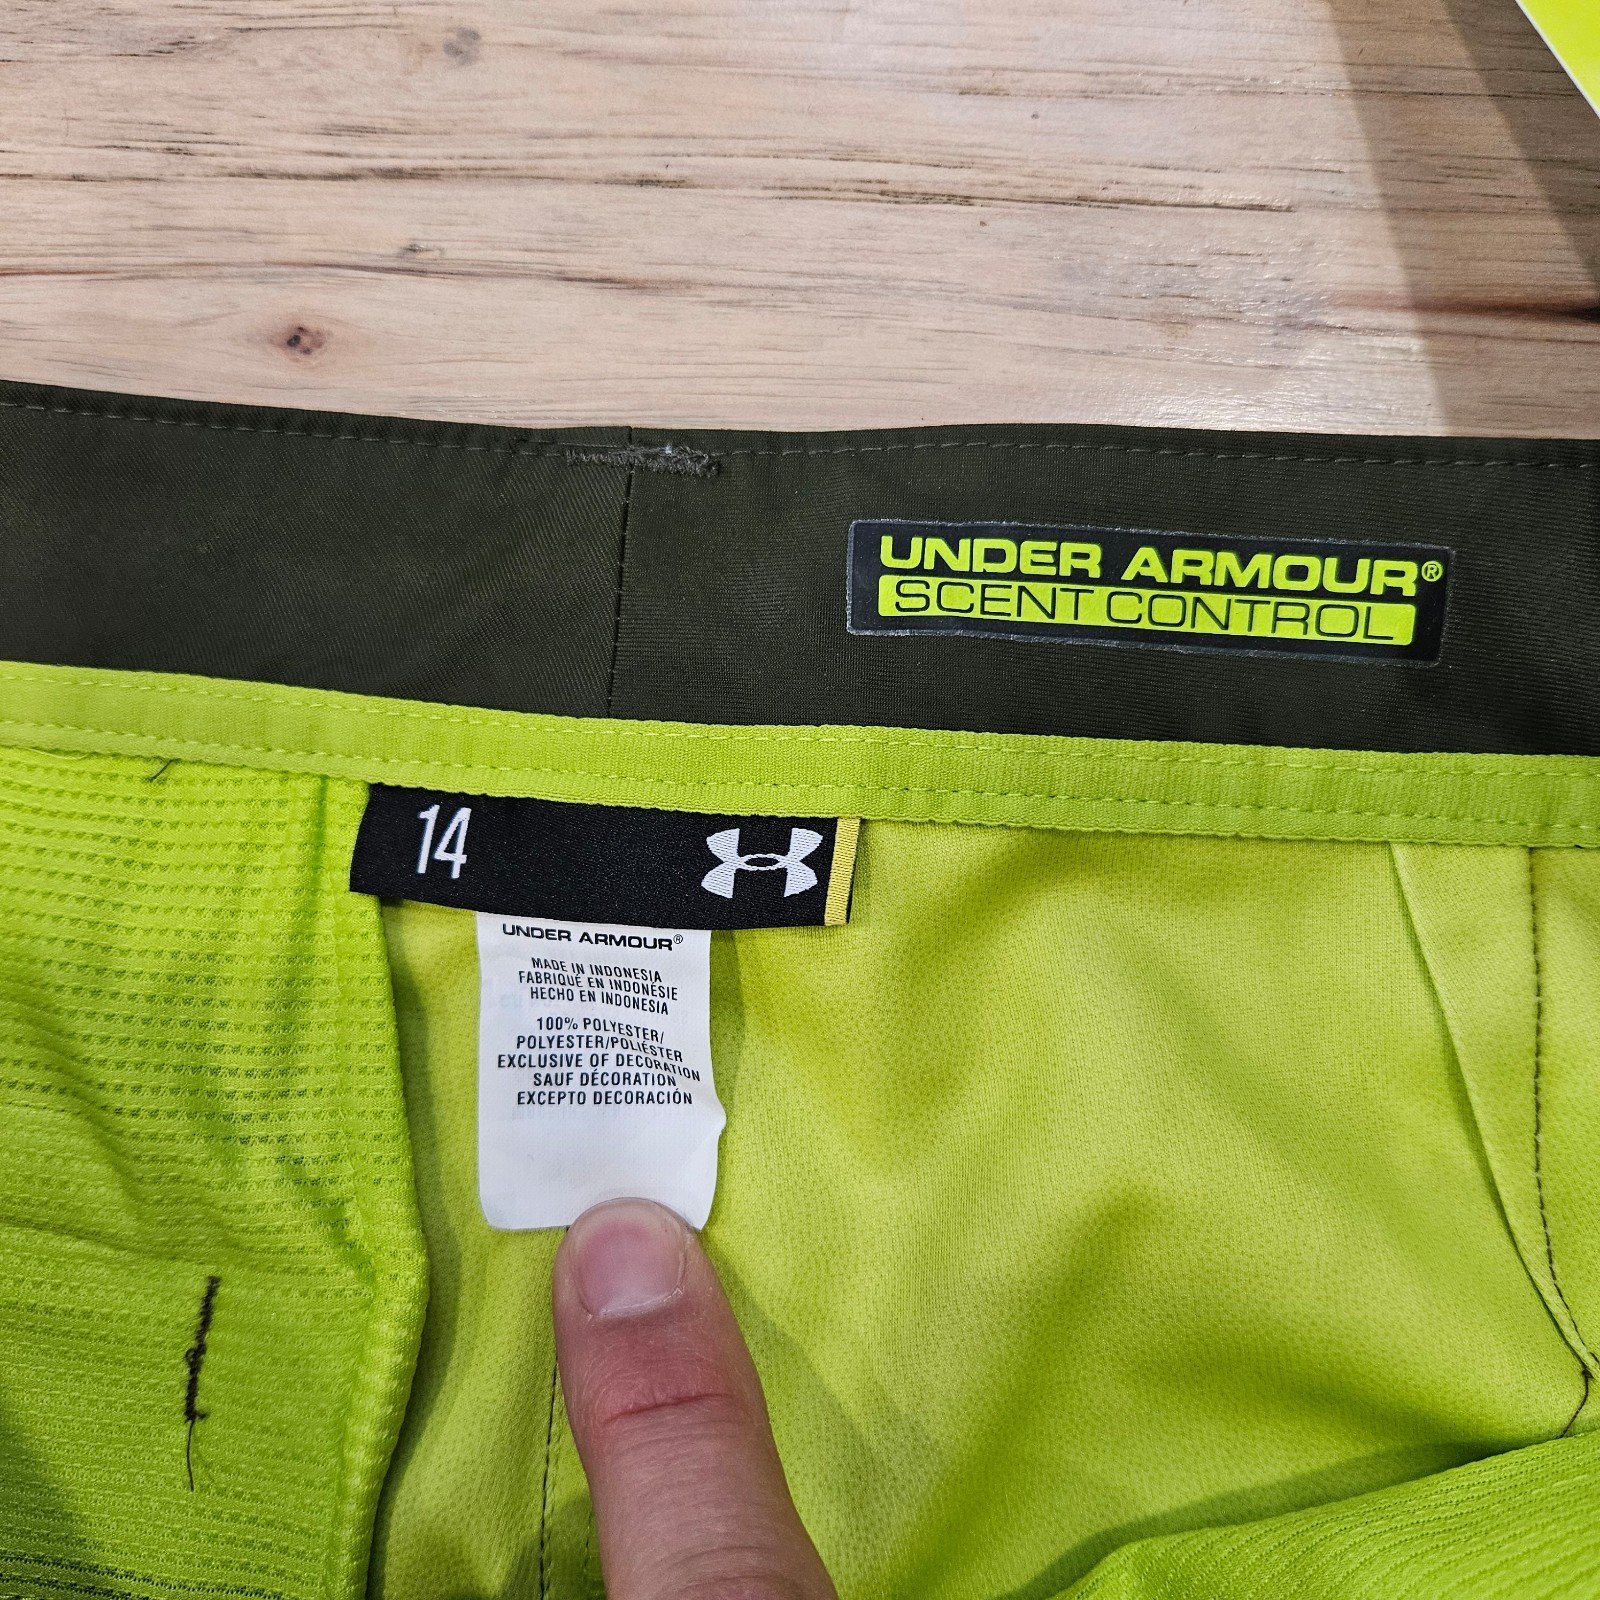 UNDER ARMOUR®
SCENT CONTROL
14
UNDER ARMOUR®
MADE IN INDONESIA
FABRIQUÉ EN INDONÉSIE
HECHO EN INDONESIA
100% POLYESTER/
POLYESTER/POLIÉSTER
EXCLUSIVE OF DECORATION
SAUF DÉCORATION
EXCEPTO DECORACIÓN